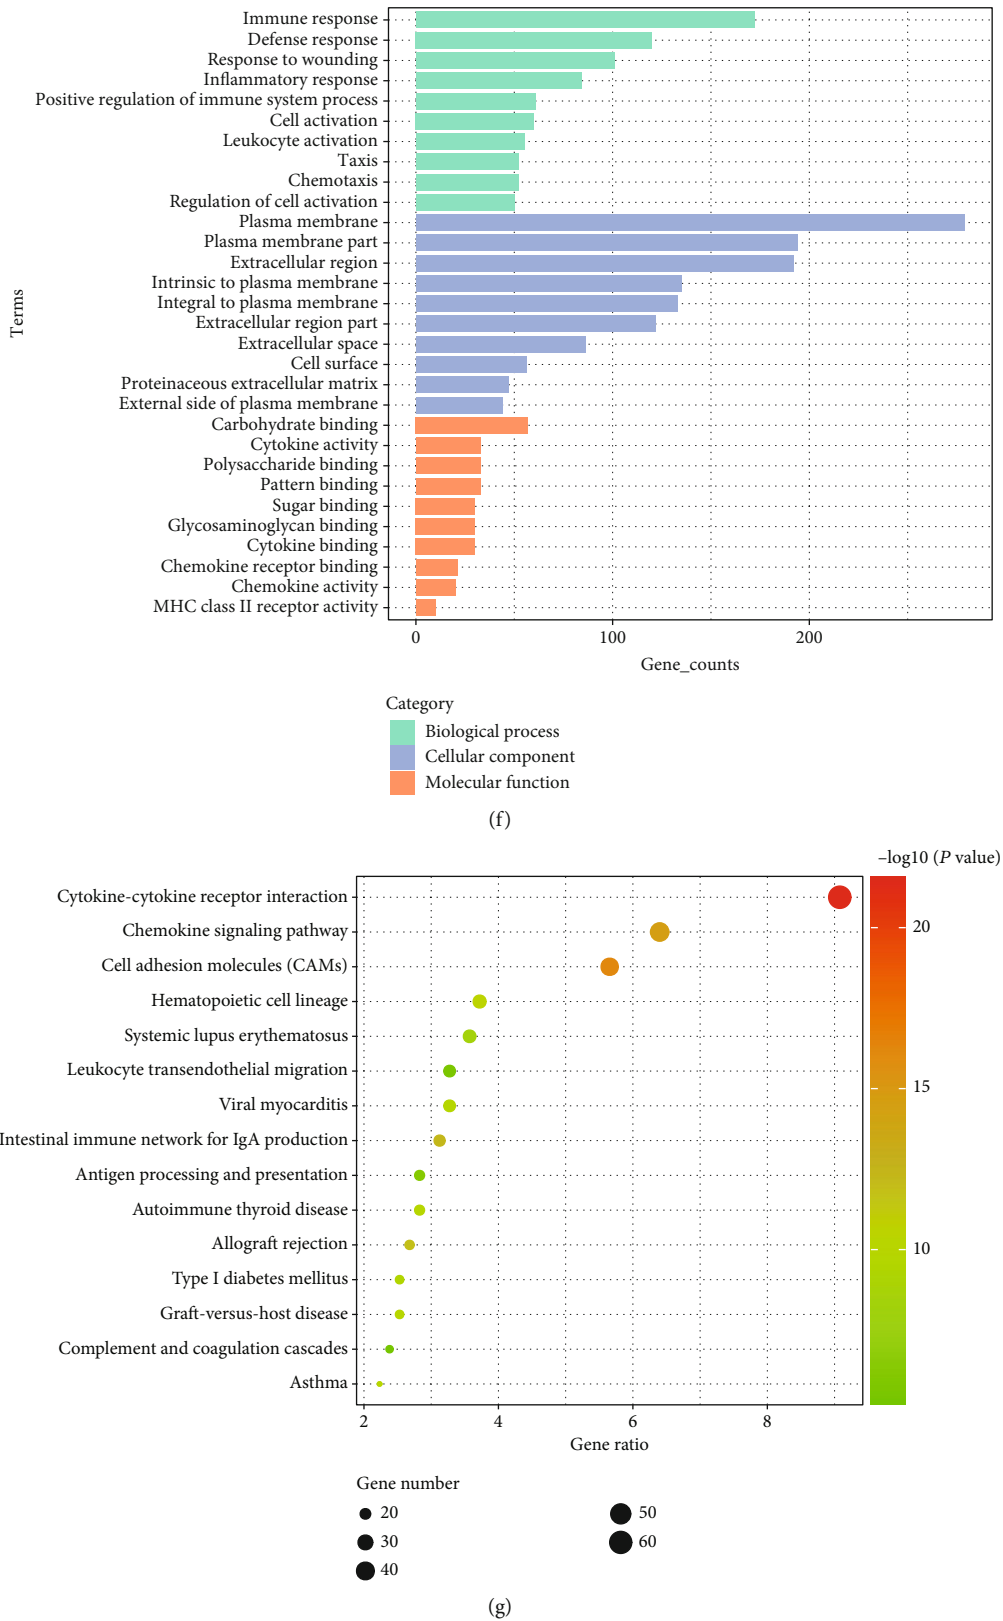 Immune response
Defense response
Response to wounding
Inflammatory response
Positive regulation of immune system process
Cell activation
Leukocyte activation
Taxis
Chemotaxis
Regulation of cell activation
Plasma membrane
Plasma membrane part
Extracellular region
Intrinsic to plasma membrane
Integral to plasma membrane
Extracellular region part
Extracellular space
Cell surface
Proteinaceous extracellular matrix
External side of plasma membrane
Carbohydrate binding
Cytokine activity
Polysaccharide binding
Pattern binding
Sugar binding
Glycosaminoglycan binding
Cytokine binding
Chemokine receptor binding
Chemokine activity
MHC class II receptor activity
Terms
0 100 200
Gene_counts
Category
Biological process
Cellular component
Molecular function
(f)
–log10 (P value)
Cytokine-cytokine receptor interaction
Chemokine signaling pathway
Cell adhesion molecules (CAMs)
Hematopoietic cell lineage
Systemic lupus erythematosus
Leukocyte transendothelial migration
Viral myocarditis
Intestinal immune network for IgA production
Antigen processing and presentation
Autoimmune thyroid disease
Allograft rejection
Type I diabetes mellitus
Graft-versus-host disease
Complement and coagulation cascades
Asthma
20
15
10
2 4 6 8
Gene ratio
Gene number
20 50
30 60
40
(g)